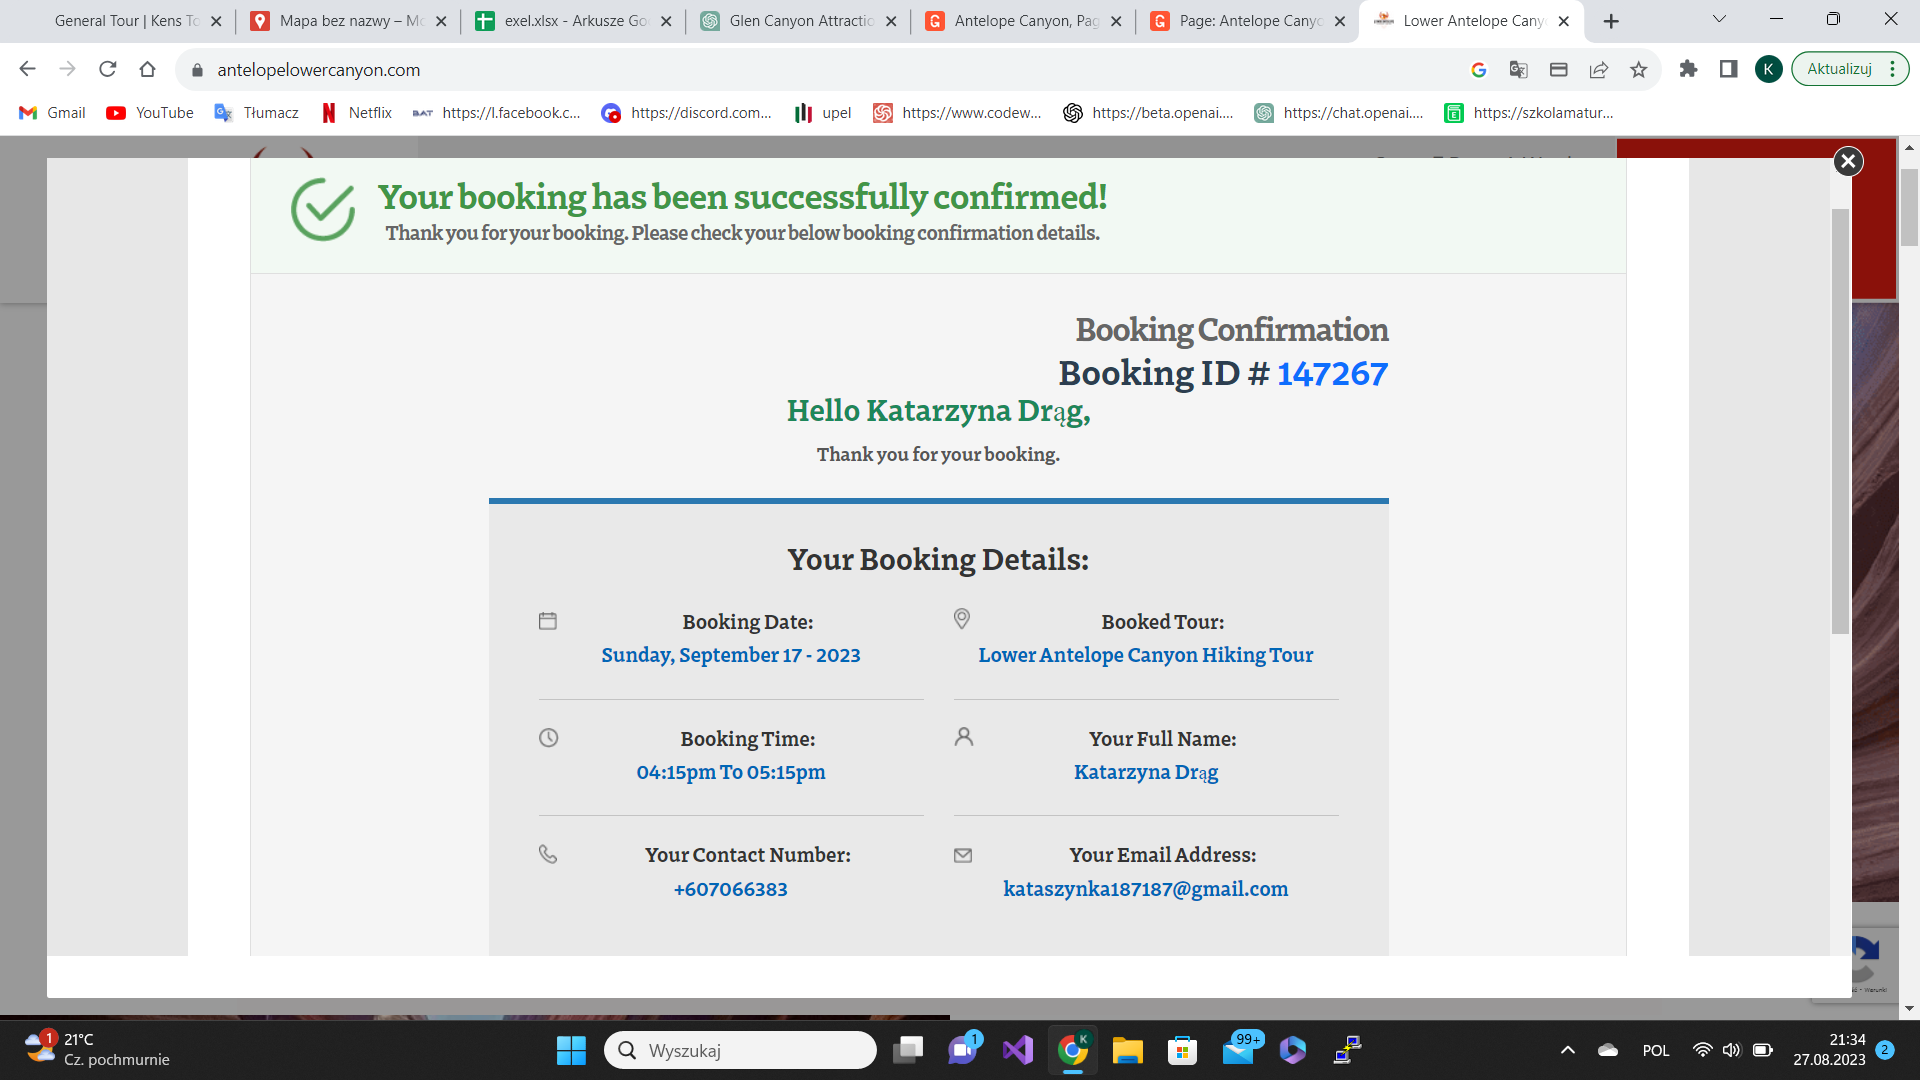 General Tour | Kens To
Mapa bez nazwy – Mo
exel.xlsx - Arkusze Goo
Glen Canyon Attractio
Antelope Canyon, Pag
Page: Antelope Canyo
Lower Antelope Cany
antelopelowercanyon.com
K
Aktualizuj
Gmail
YouTube
Tłumacz
Netflix
https://l.facebook.c...
https://discord.com...
upel
https://www.codew...
https://beta.openai....
https://chat.openai....
https://szkolamatur...
Your booking has been successfully confirmed!
Thank you for your booking. Please check your below booking confirmation details.
Booking Confirmation
Booking ID # 147267
Hello Katarzyna Drąg,
Thank you for your booking.
Your Booking Details:
Booking Date:
Sunday, September 17 - 2023
Booked Tour:
Lower Antelope Canyon Hiking Tour
Booking Time:
04:15pm To 05:15pm
Your Full Name:
Katarzyna Drąg
Your Contact Number:
+607066383
Your Email Address:
kataszynka187187@gmail.com
1
21°C
Cz. pochmurnie
Wyszukaj
1
K
99+
POL
21:34
27.08.2023
2